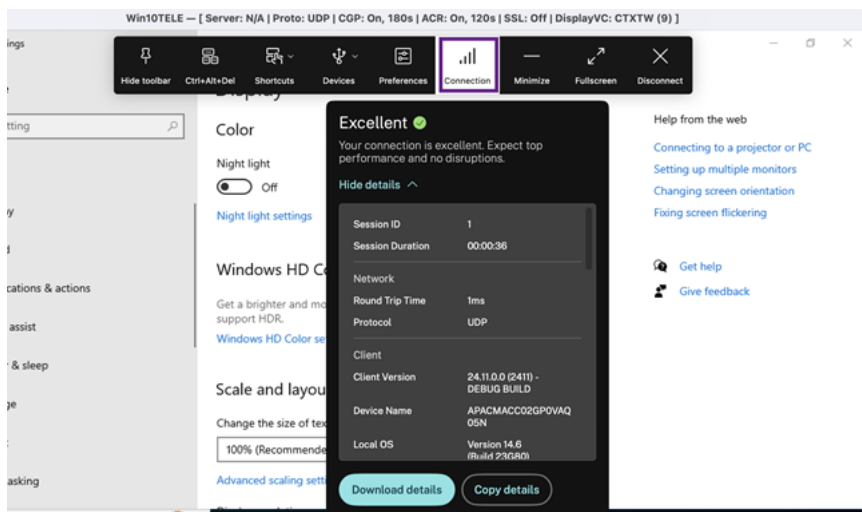 Win10TELE — [ Server: N/A | Proto: UDP | CGP: On, 180s | ACR: On, 120s | SSL: Off | DisplayVC: CTXTW (9) ]
ings
Hide toolbar
Ctrl+Alt+Del
Shortcuts
Devices
Preferences
Connection
Minimize
Fullscreen
Disconnect
tting
cations & actions
assist
& sleep
ge
asking
Color
Night light
Off
Night light settings
Windows HD Co
Get a brighter and mo
support HDR.
Windows HD Color se
Scale and layou
Change the size of tex
100% (Recommende
Advanced scaling setti
Excellent
Your connection is excellent. Expect top
performance and no disruptions.
Hide details
Session ID 1
Session Duration 00:00:36
Network
Round Trip Time 1ms
Protocol UDP
Client
Client Version 24.11.0.0 (2411) -
DEBUG BUILD
Device Name APACMACC02GP0VAQ
05N
Local OS Version 14.6
(Build 23G80)
Download details
Copy details
Help from the web
Connecting to a projector or PC
Setting up multiple monitors
Changing screen orientation
Fixing screen flickering
Get help
Give feedback